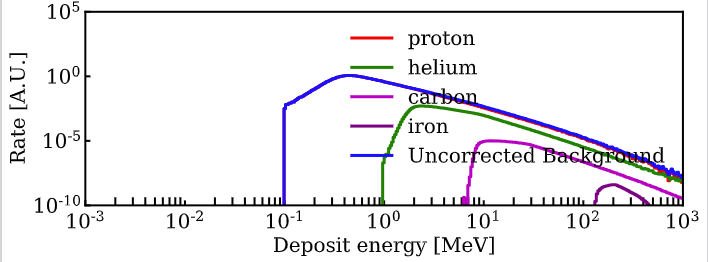 10^5
10^0
10^-5
10^-10
Rate [A.U.]
proton
helium
carbon
iron
Uncorrected Background
10^-3 10^-2 10^-1 10^0 10^1 10^2 10^3
Deposit energy [MeV]